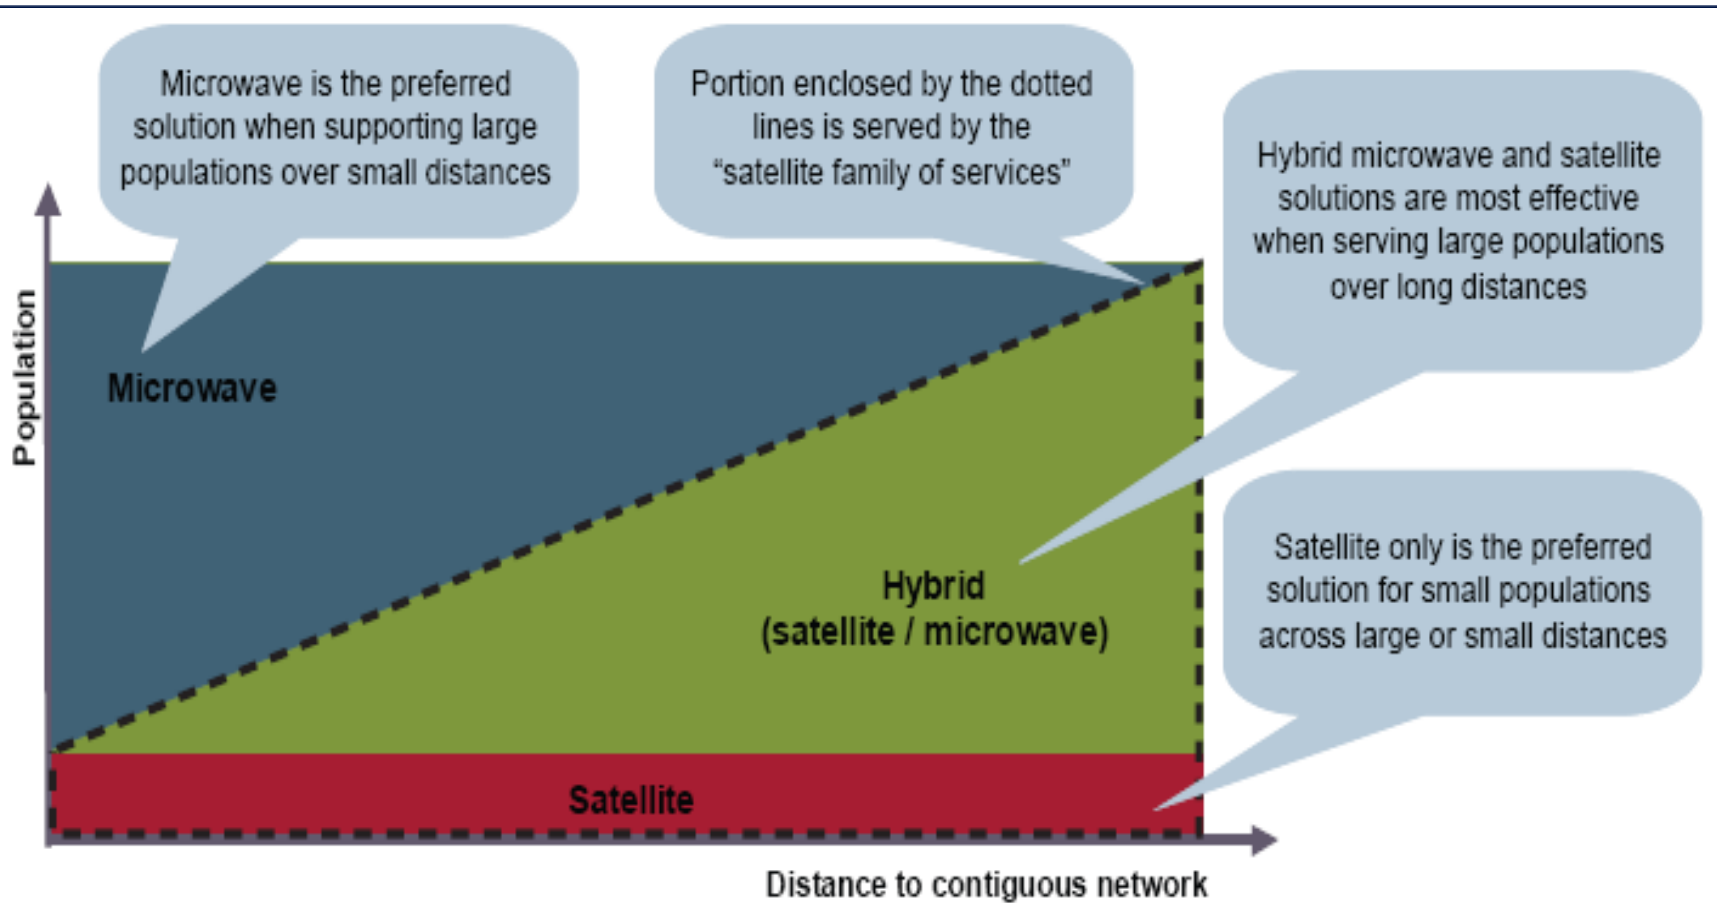 Microwave is the preferred
solution when supporting large
populations over small distances
Portion enclosed by the dotted
lines is served by the
“satellite family of services”
Hybrid microwave and satellite
solutions are most effective
when serving large populations
over long distances
Population
Microwave
Hybrid
(satellite / microwave)
Satellite only is the preferred
solution for small populations
across large or small distances
Satellite
Distance to contiguous network